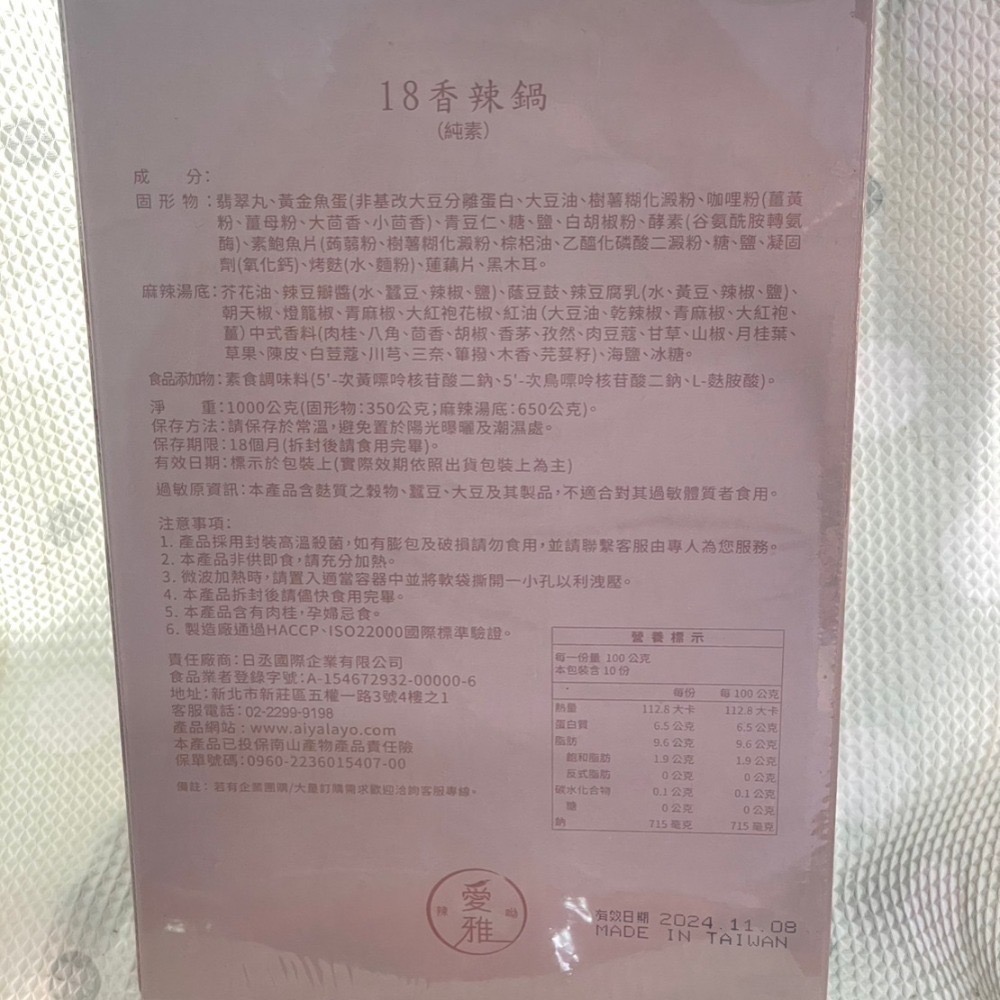 18香辣鍋
(純素)
成 分:
固形物:翡翠丸、黃金魚蛋(非基改大豆分離蛋白、大豆油、樹薯糊化澱粉、咖哩粉(薑黃
粉、薑母粉、大茴香、小茴香)、青豆仁、糖、鹽、白胡椒粉、酵素(谷氨酰胺轉氨
酶)、素鮑魚片(蒟蒻粉、樹薯糊化澱粉、棕梠油、乙醯化磷酸二澱粉、糖、鹽、凝固
劑(氧化鈣)、烤麩(水、麵粉)、蓮藕片、黑木耳。
麻辣湯底:芥花油、辣豆瓣醬(水、蠶豆、辣椒、鹽)、蔭豆鼓、辣豆腐乳(水、黃豆、辣椒、鹽)、
朝天椒、燈籠椒、青麻椒、大紅袍花椒、紅油(大豆油、乾辣椒、青麻椒、大紅袍、
薑)中式香料(肉桂、八角、茴香、胡椒、香茅、孜然、肉豆蔻、甘草、山椒、月桂葉、
草果、陳皮、白荳蔻、川芎、三奈、篳撥、木香、芫荽籽)、海鹽、冰糖。
食品添加物:素食調味料(5'-次黃嘌呤核苷酸二鈉、5'-次鳥嘌呤核苷酸二鈉、L-麩胺酸)。
淨 重:1000公克(固形物:350公克;麻辣湯底:650公克)。
保存方法:請保存於常溫,避免置於陽光曝曬及潮濕處。
保存期限:18個月(拆封後請食用完畢)。
有效日期:標示於包裝上(實際效期依照出貨包裝上為主)
過敏原資訊:本產品含麩質之穀物、蠶豆、大豆及其製品,不適合對其過敏體質者食用。
注意事項:
1. 產品採用封裝高溫殺菌,如有膨包及破損請勿食用,並請聯繫客服由專人為您服務。
2. 本產品非供即食,請充分加熱。
3. 微波加熱時,請置入適當容器中並將軟袋撕開一小孔以利洩壓。
4. 本產品拆封後請儘快食用完畢。
5. 本產品含有肉桂,孕婦忌食。
6. 製造廠通過HACCP、ISO22000國際標準驗證。
責任廠商:日丞國際企業有限公司
食品業者登錄字號:A-154672932-00000-6
地址:新北市新莊區五權一路3號4樓之1
客服電話:02-2299-9198
產品網站:www.aiyalayo.com
本產品已投保南山產物產品責任險
保單號碼:0960-2236015407-00
備註:若有企業團購/大量訂購需求歡迎洽詢客服專線。
營養標示
每一份量 100 公克
本包裝含 10 份
每份 每 100 公克
熱量 112.8 大卡 112.8 大卡
蛋白質 6.5 公克 6.5 公克
脂肪 9.6 公克 9.6 公克
飽和脂肪 1.9 公克 1.9 公克
反式脂肪 0 公克 0 公克
碳水化合物 0.1 公克 0.1 公克
糖 0 公克 0 公克
鈉 715 毫克 715 毫克
辣 愛雅 呦
有效日期 2024.11.08
MADE IN TAIWAN